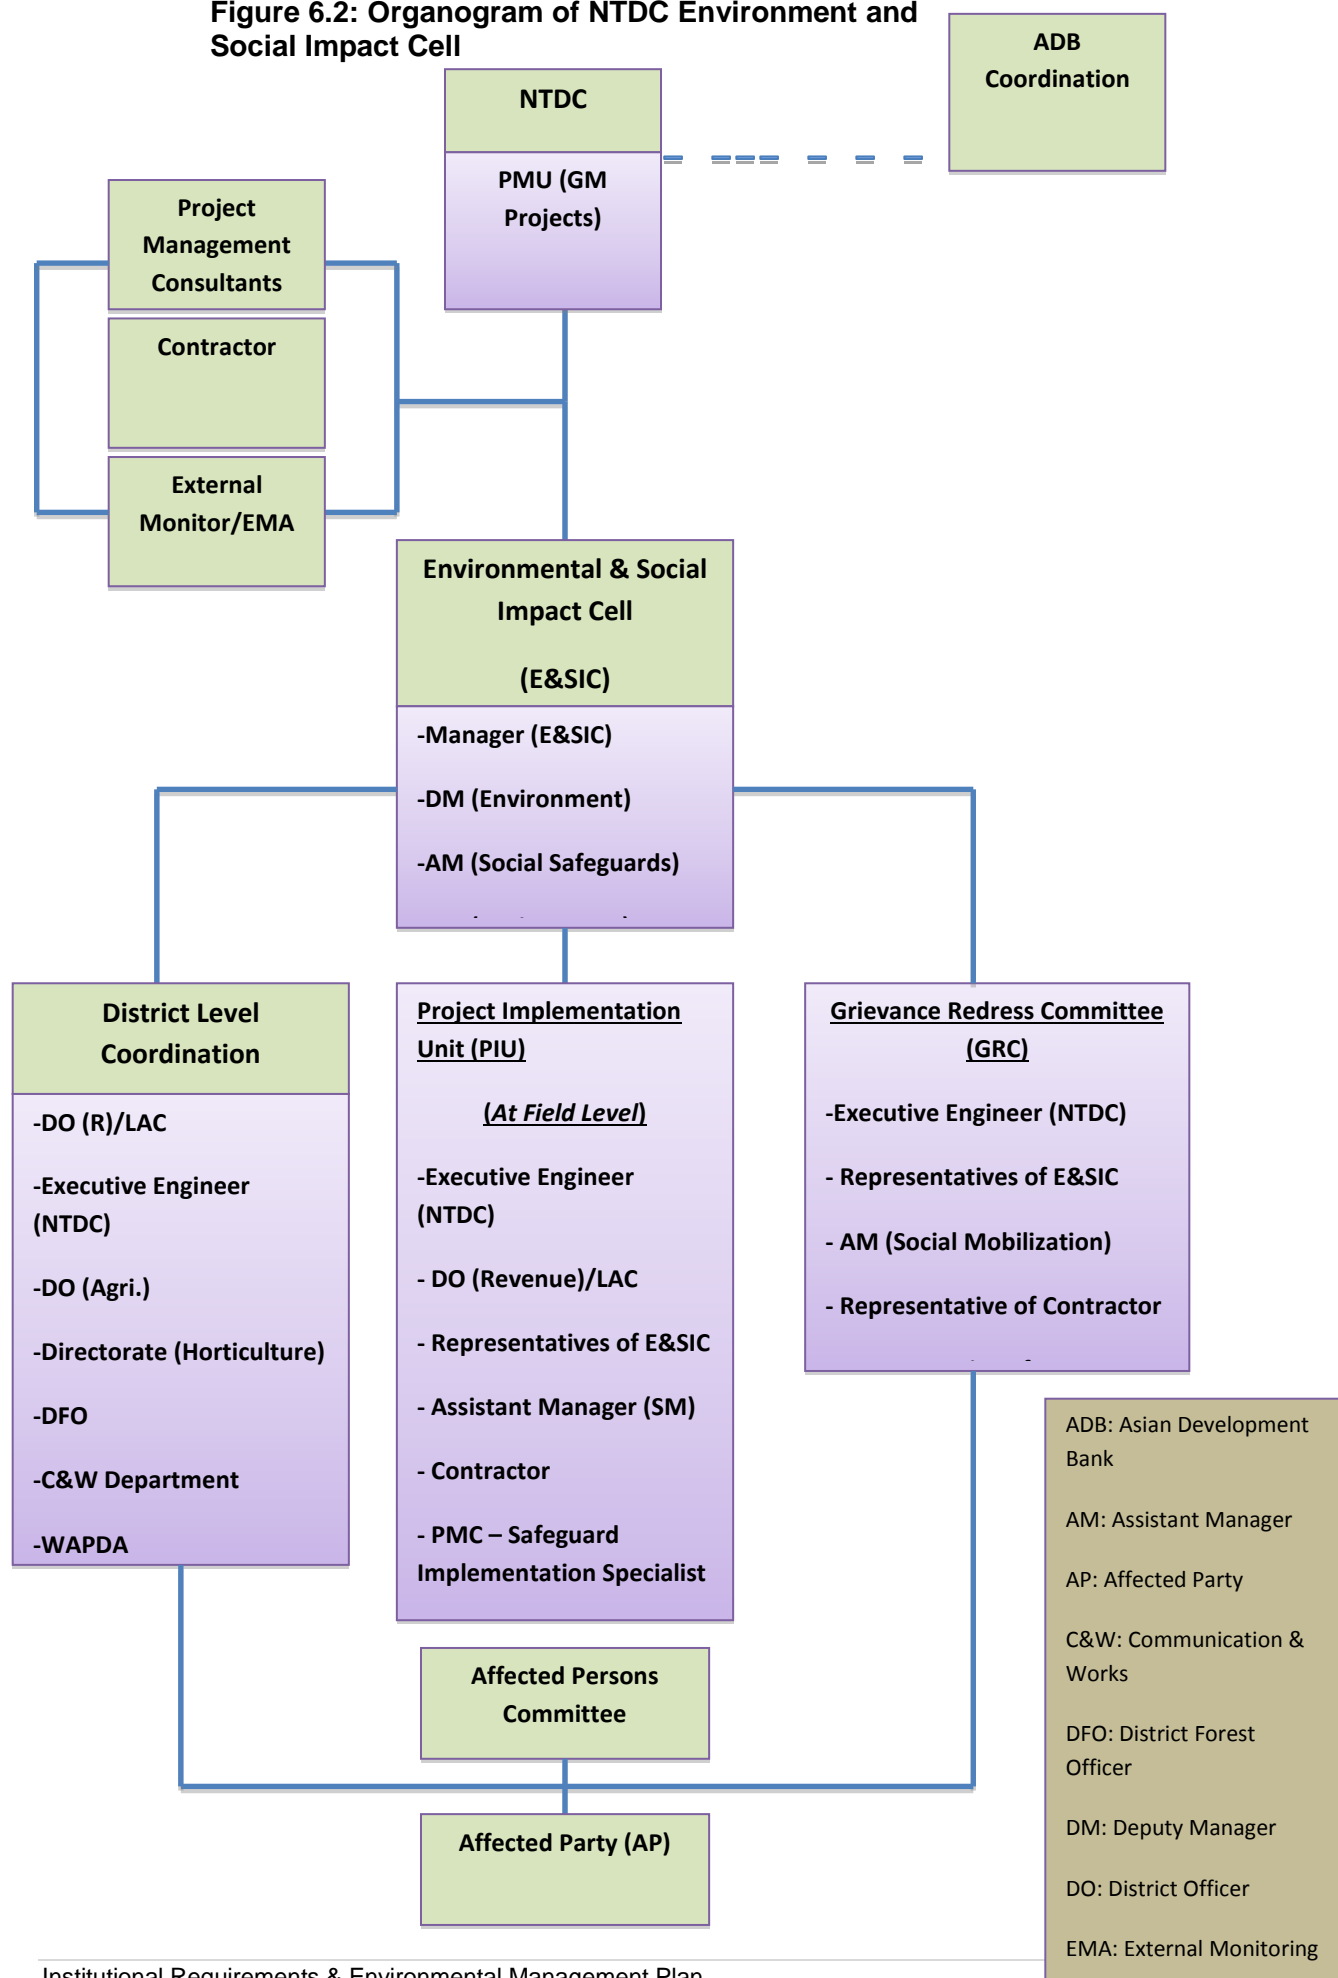 Figure 6.2: Organogram of NTDC Environment and
Social Impact Cell
ADB
Coordination
NTDC
PMU (GM
Projects)
Project
Management
Consultants
Contractor
External
Monitor/EMA
Environmental & Social
Impact Cell
(E&SIC)
-Manager (E&SIC)
-DM (Environment)
-AM (Social Safeguards)
District Level
Coordination
-DO (R)/LAC
-Executive Engineer
(NTDC)
-DO (Agri.)
-Directorate (Horticulture)
-DFO
-C&W Department
-WAPDA
Project Implementation
Unit (PIU)
(At Field Level)
-Executive Engineer
(NTDC)
- DO (Revenue)/LAC
- Representatives of E&SIC
- Assistant Manager (SM)
- Contractor
- PMC – Safeguard
Implementation Specialist
Grievance Redress Committee
(GRC)
-Executive Engineer (NTDC)
- Representatives of E&SIC
- AM (Social Mobilization)
- Representative of Contractor
Affected Persons
Committee
Affected Party (AP)
ADB: Asian Development
Bank
AM: Assistant Manager
AP: Affected Party
C&W: Communication &
Works
DFO: District Forest
Officer
DM: Deputy Manager
DO: District Officer
EMA: External Monitoring
Institutional Requirements & Environmental Management Plan